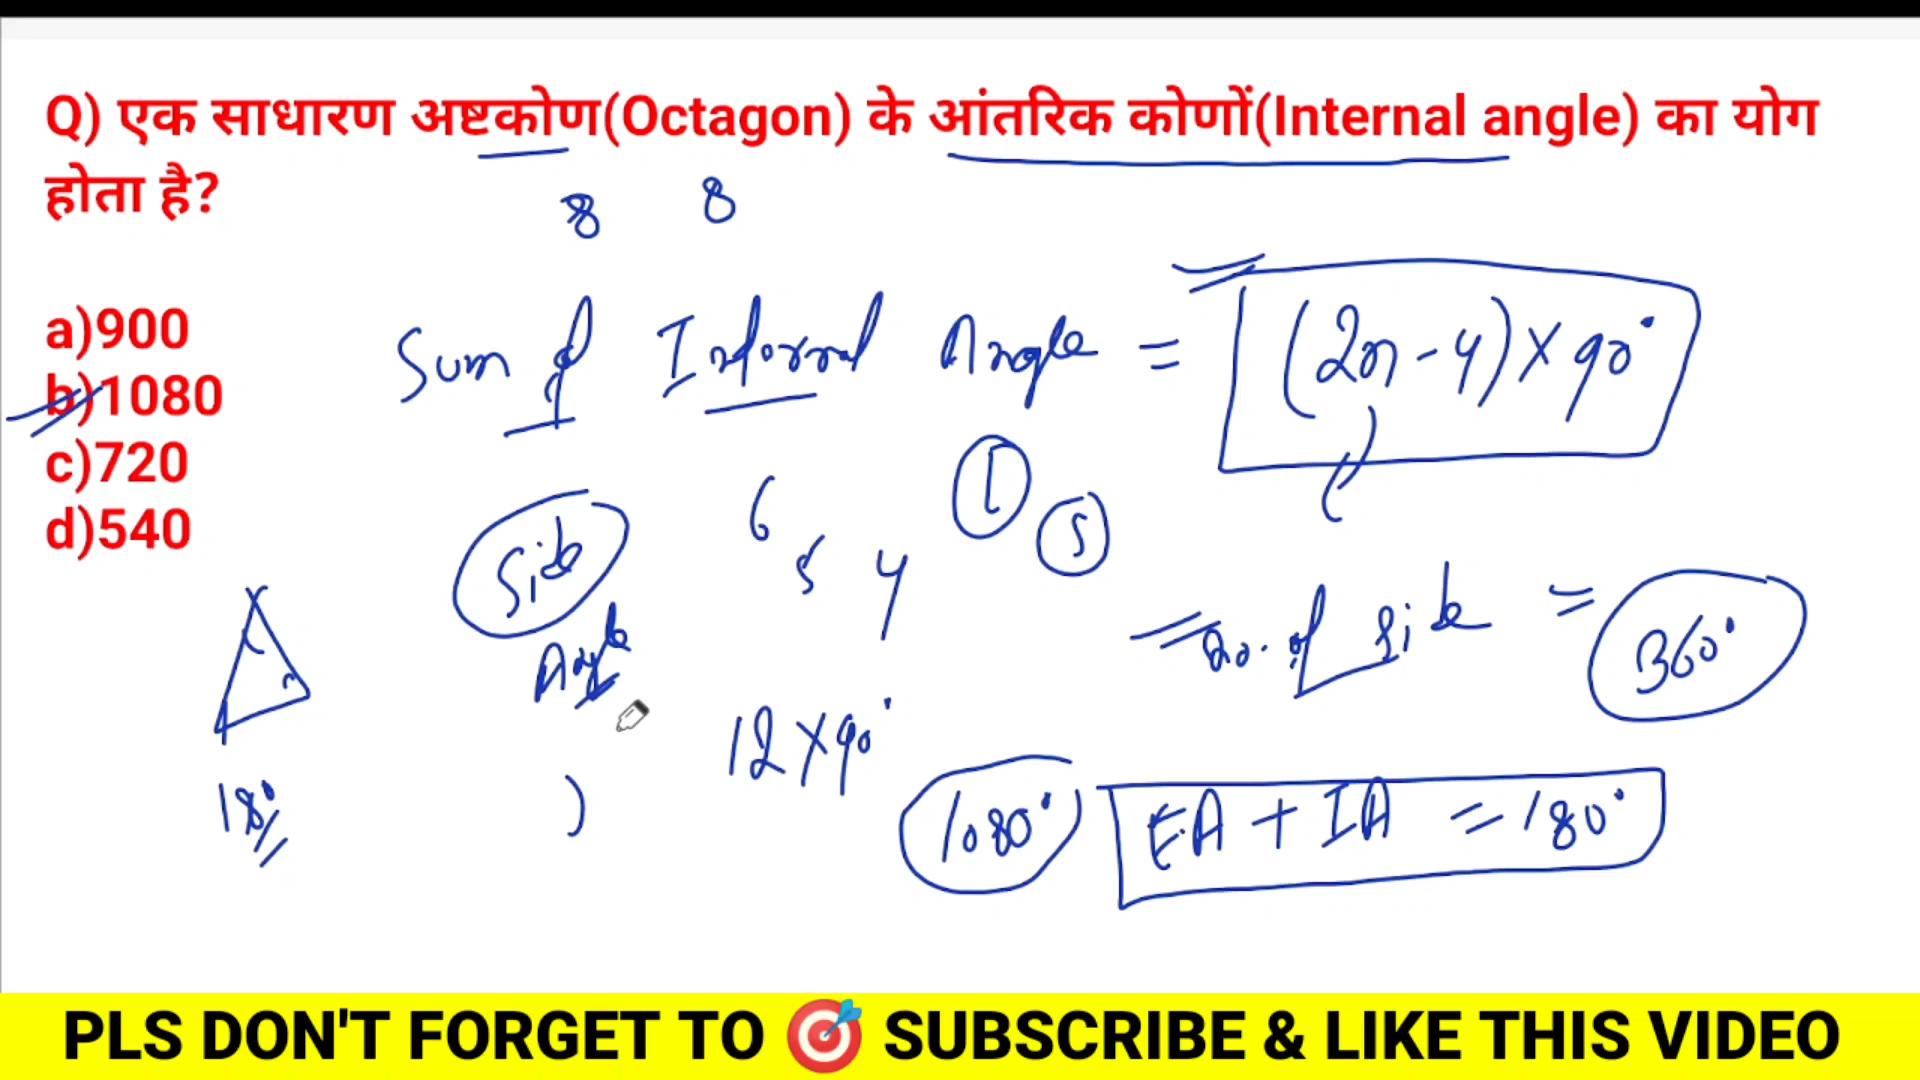 Q) एक साधारण अष्टकोण(Octagon) के आंतरिक कोणों(Internal angle) का योग
होता है?
8 8
a)900
b)1080
c)720
d)540
Sum of Internal Angle = (2n-4)×90°
Side
Angle
6 5 4
1 5
no. of side = 360°
180°
12×90°
1080°
EA + IA = 180°
PLS DON'T FORGET TO 🎯 SUBSCRIBE & LIKE THIS VIDEO